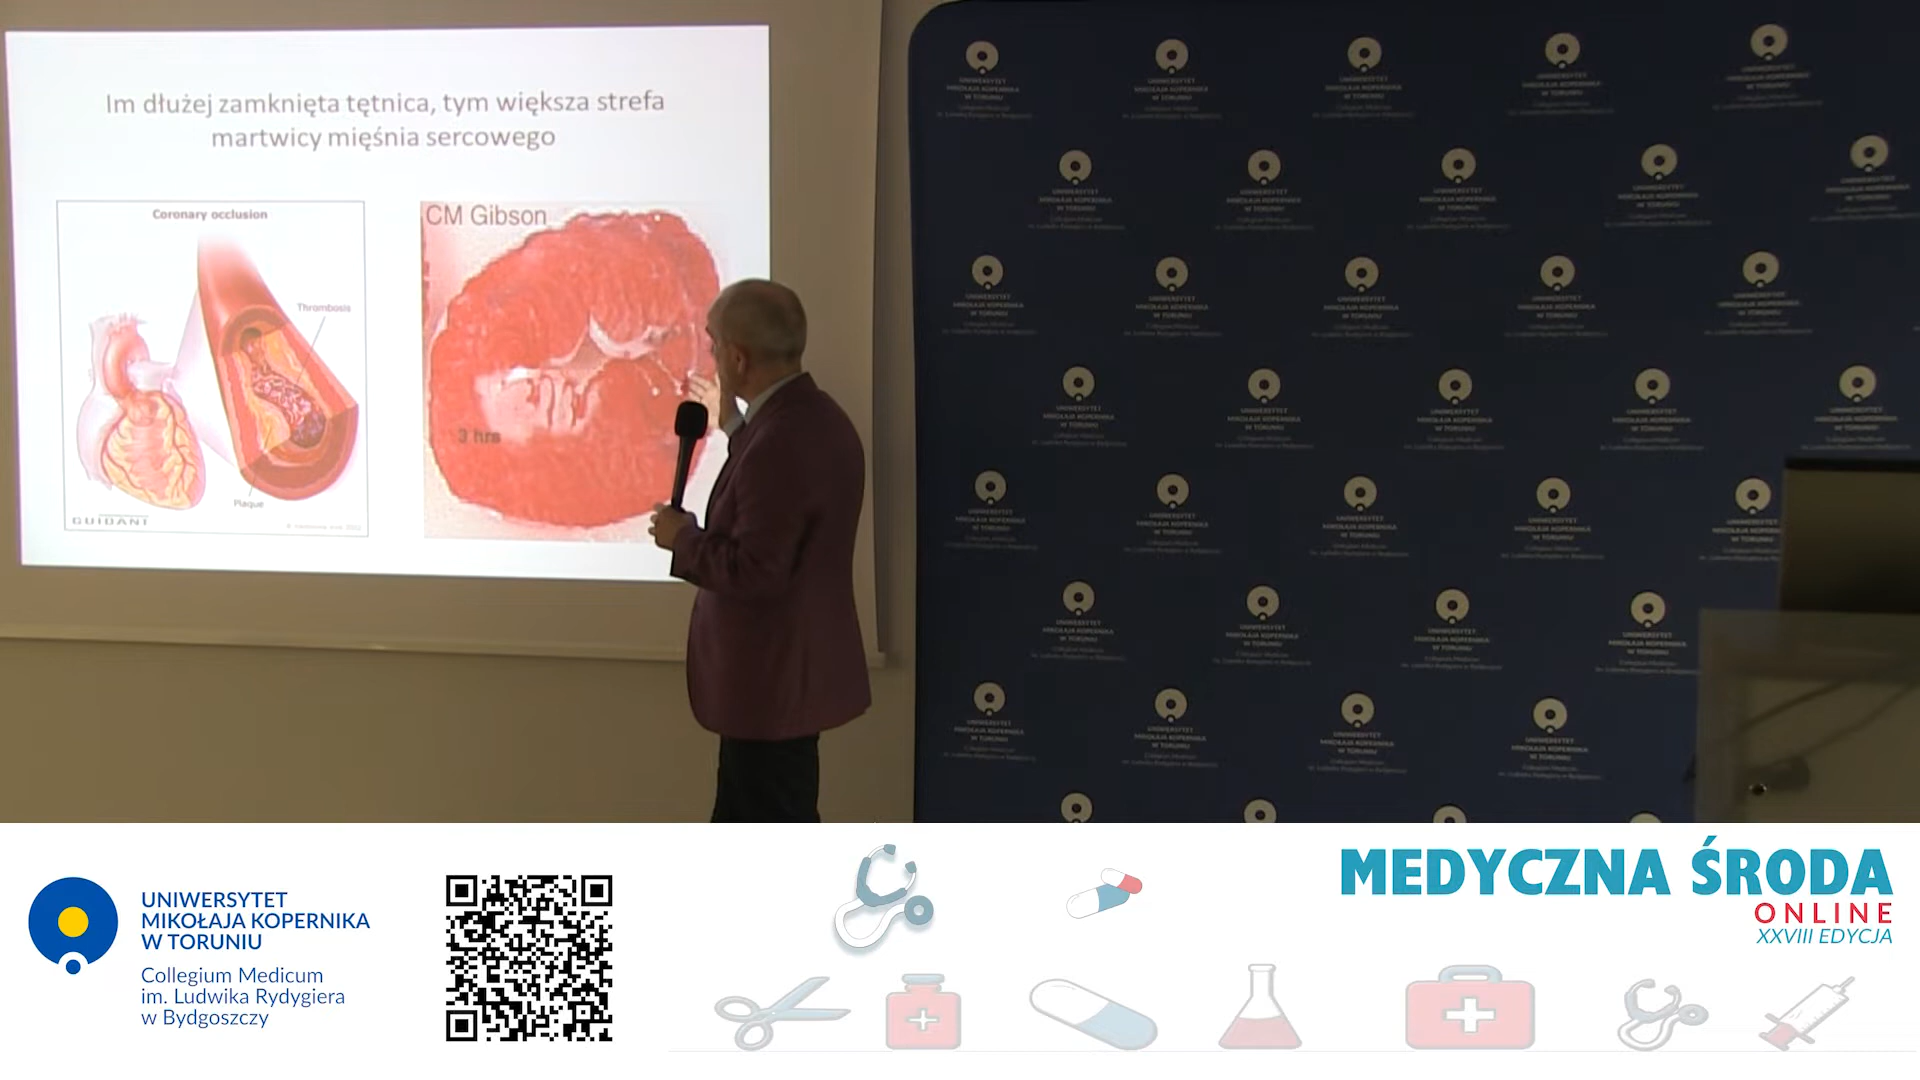 Im dłużej zamknięta tętnica, tym większa strefa
martwicy mięśnia sercowego
Coronary occlusion
Thrombosis
Plaque
GUIDANT
CM Gibson
3 hrs
UNIWERSYTET
MIKOŁAJA KOPERNIKA
W TORUNIU
Collegium Medicum
im. Ludwika Rydygiera
w Bydgoszczy
MEDYCZNA ŚRODA
ONLINE
XXVIII EDYCJA